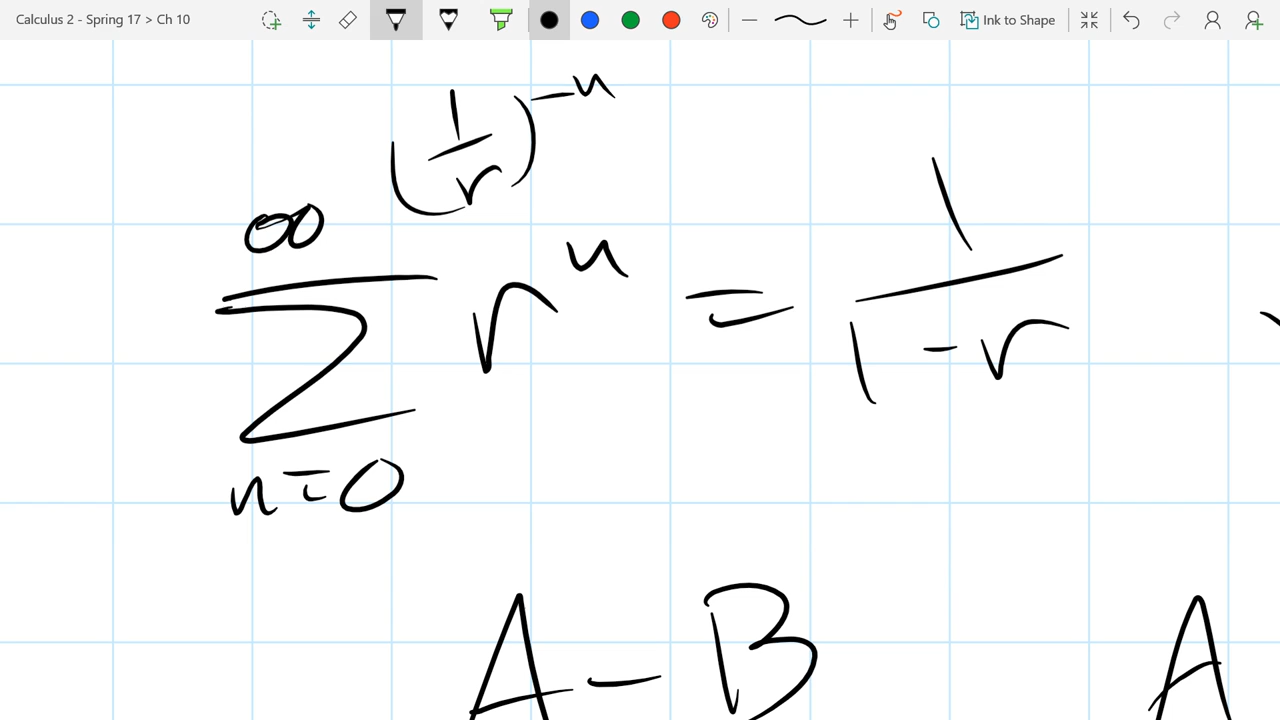 Calculus 2 - Spring 17 > Ch 10
Ink to Shape
(1/r)^-n
∞
∑ r^n = 1/(1-r)
n=0
A - B A